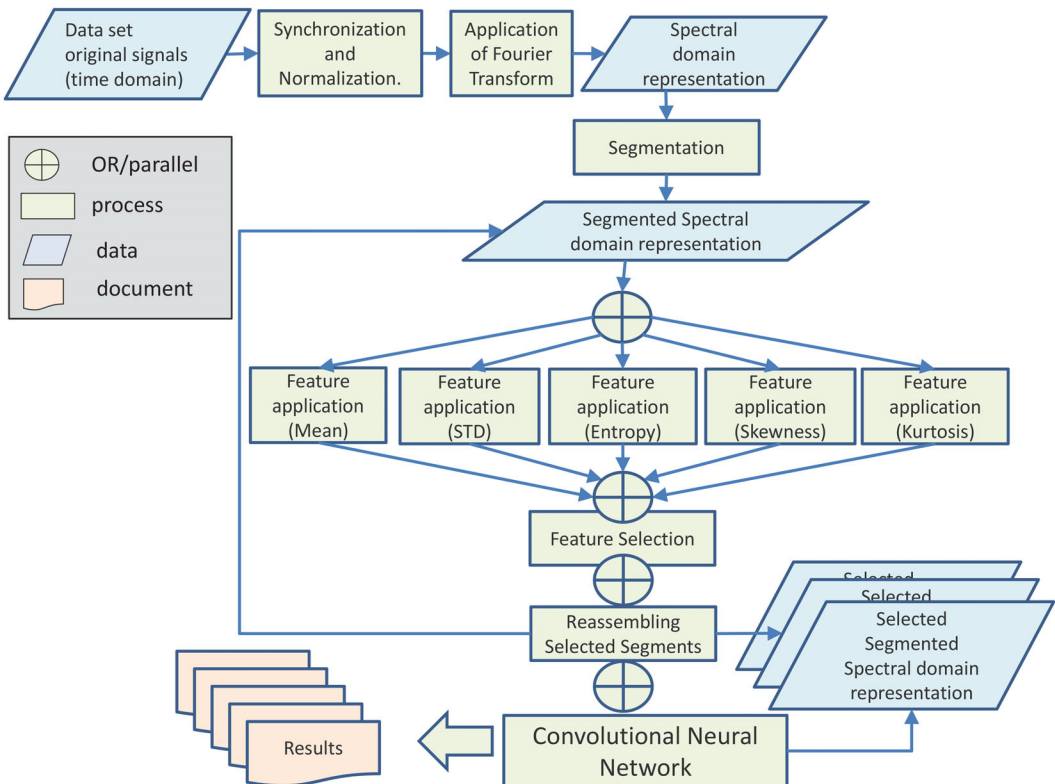 Data set
original signals
(time domain)
Synchronization
and
Normalization.
Application
of Fourier
Transform
Spectral
domain
representation
Segmentation
OR/parallel
process
data
document
Segmented Spectral
domain representation
Feature
application
(Mean)
Feature
application
(STD)
Feature
application
(Entropy)
Feature
application
(Skewness)
Feature
application
(Kurtosis)
Feature Selection
Reassembling
Selected Segments
Selected
Selected
Selected
Segmented
Spectral domain
representation
Convolutional Neural
Network
Results